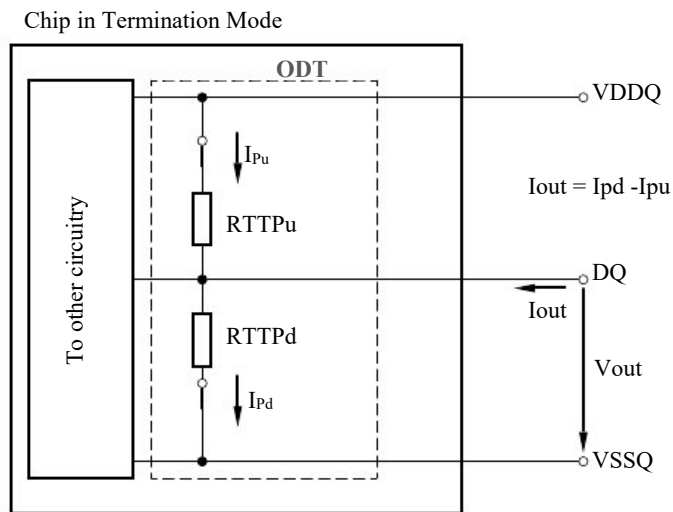 Chip in Termination Mode
ODT
VDDQ
IPu
Iout = Ipd -Ipu
RTTPu
To other circuitry
DQ
Iout
RTTPd
Vout
IPd
VSSQ